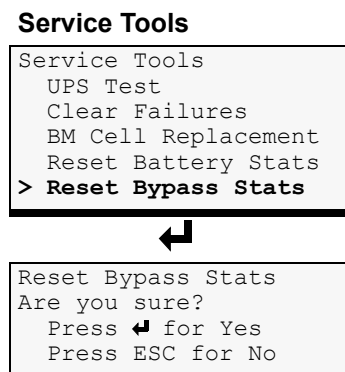 Service Tools
Service Tools
UPS Test
Clear Failures
BM Cell Replacement
Reset Battery Stats
> Reset Bypass Stats
Reset Bypass Stats
Are you sure?
Press ↵ for Yes
Press ESC for No